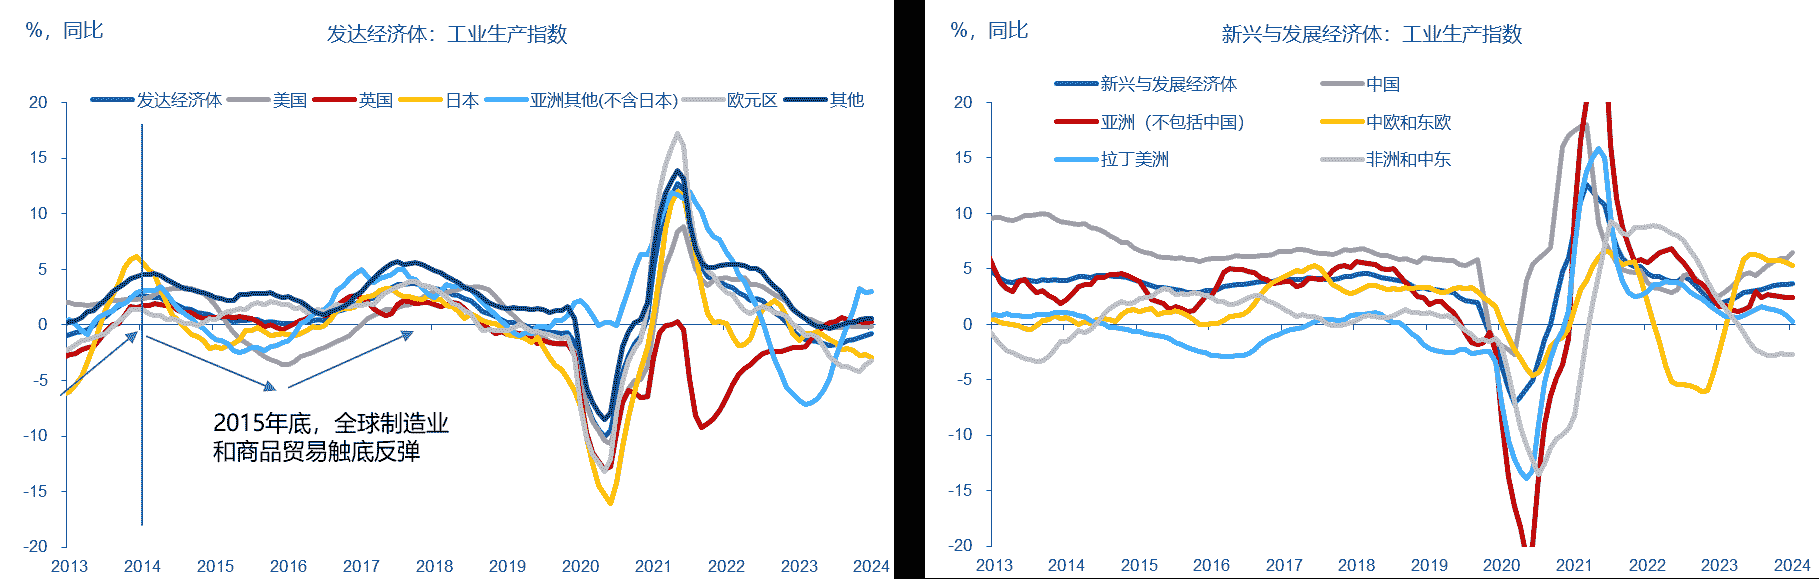 %，同比
发达经济体：工业生产指数
发达经济体 美国 英国 日本 亚洲其他(不含日本) 欧元区 其他
20
15
10
5
0
-5
-10
-15
-20
2015年底，全球制造业
和商品贸易触底反弹
2013 2014 2015 2016 2017 2018 2019 2020 2021 2022 2023 2024
%，同比
新兴与发展经济体：工业生产指数
新兴与发展经济体 中国
亚洲（不包括中国） 中欧和东欧
拉丁美洲 非洲和中东
20
15
10
5
0
-5
-10
-15
-20
2013 2014 2015 2016 2017 2018 2019 2020 2021 2022 2023 2024